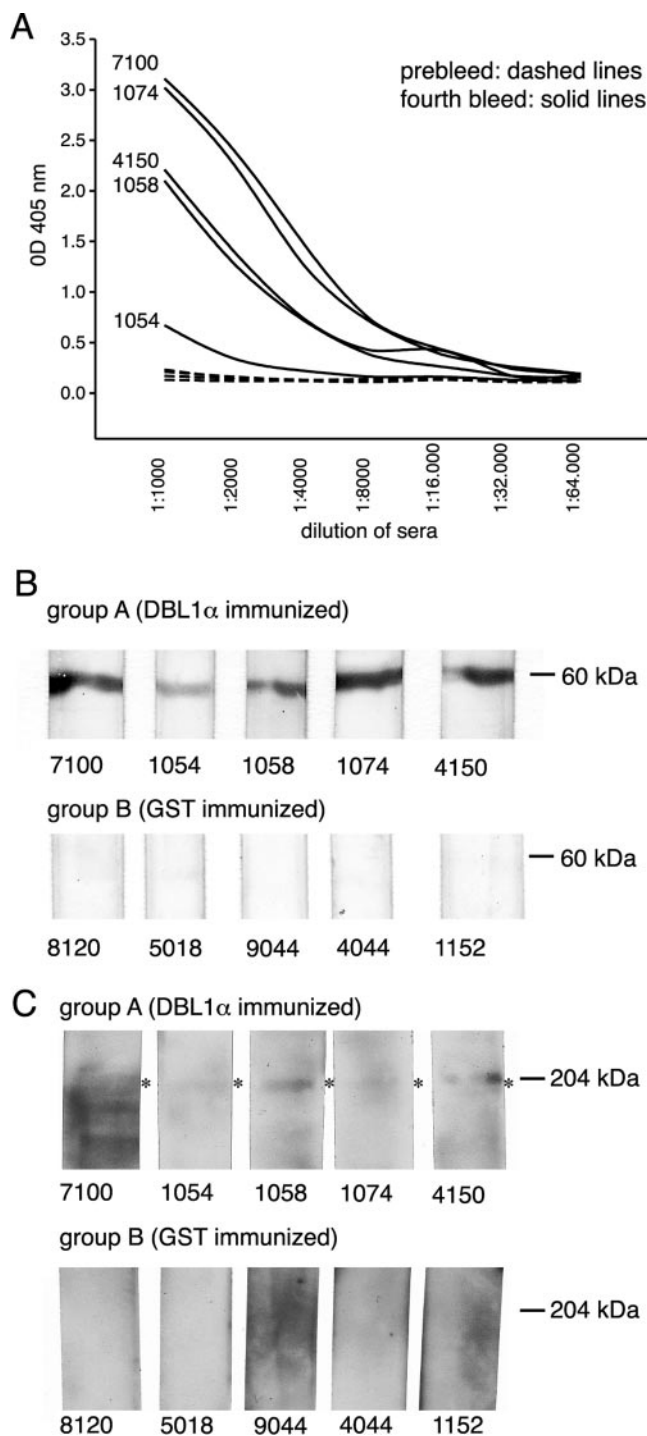 A
3.5
3.0
2.5
2.0
1.5
1.0
0.5
0.0
0D 405 nm
7100
1074
4150
1058
1054
prebleed: dashed lines
fourth bleed: solid lines
1:1000
1:2000
1:4000
1:8000
1:16.000
1:32.000
1:64.000
dilution of sera
B
group A (DBL1α immunized)
60 kDa
7100 1054 1058 1074 4150
group B (GST immunized)
60 kDa
8120 5018 9044 4044 1152
C
group A (DBL1α immunized)
* * * * *
204 kDa
7100 1054 1058 1074 4150
group B (GST immunized)
204 kDa
8120 5018 9044 4044 1152